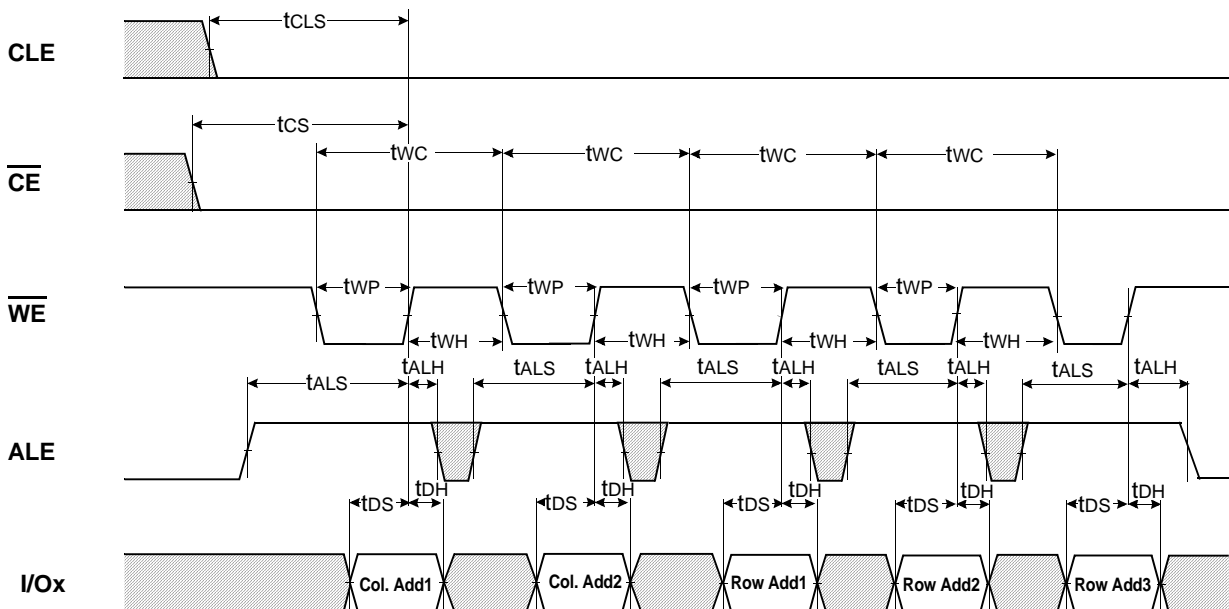 tCLS
CLE
tCS
tWC tWC tWC tWC
CE
tWP tWP tWP tWP
WE
tWH tWH tWH tWH
tALS tALH tALS tALH tALS tALH tALS tALH tALS tALH
ALE
tDS tDH tDS tDH tDS tDH tDS tDH tDS tDH
I/Ox Col. Add1 Col. Add2 Row Add1 Row Add2 Row Add3